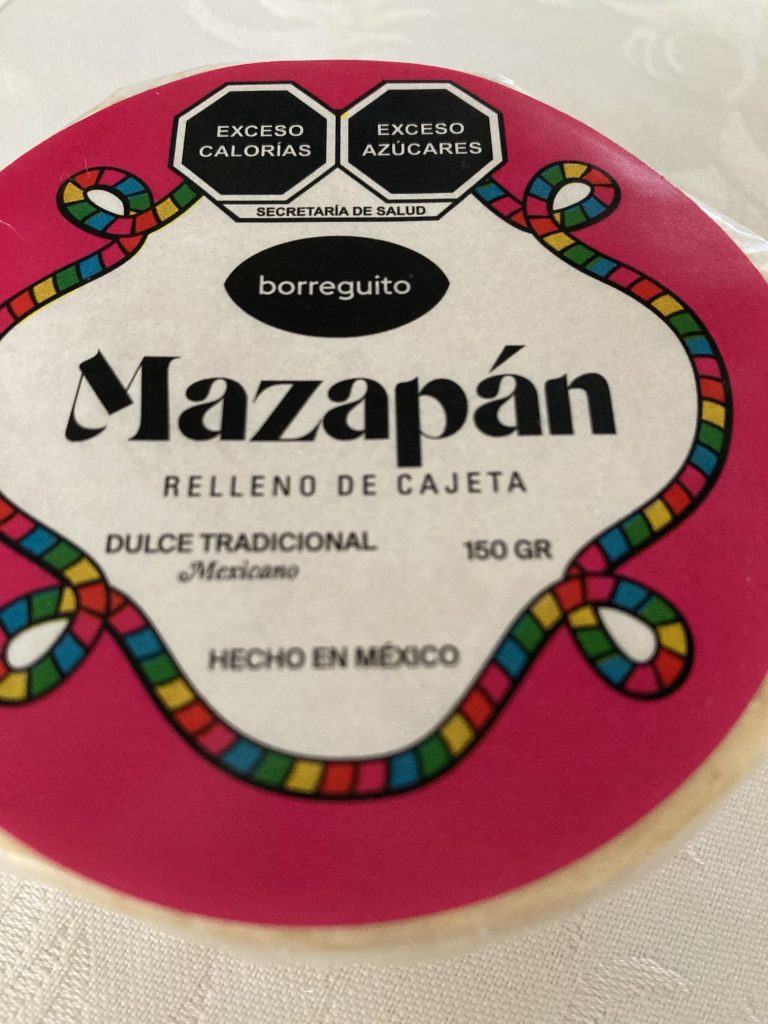 EXCESO
CALORÍAS
EXCESO
AZÚCARES
SECRETARÍA DE SALUD
borreguito
Mazapán
RELLENO DE CAJETA
DULCE TRADICIONAL
Mexicano
150 GR
HECHO EN MÉXICO